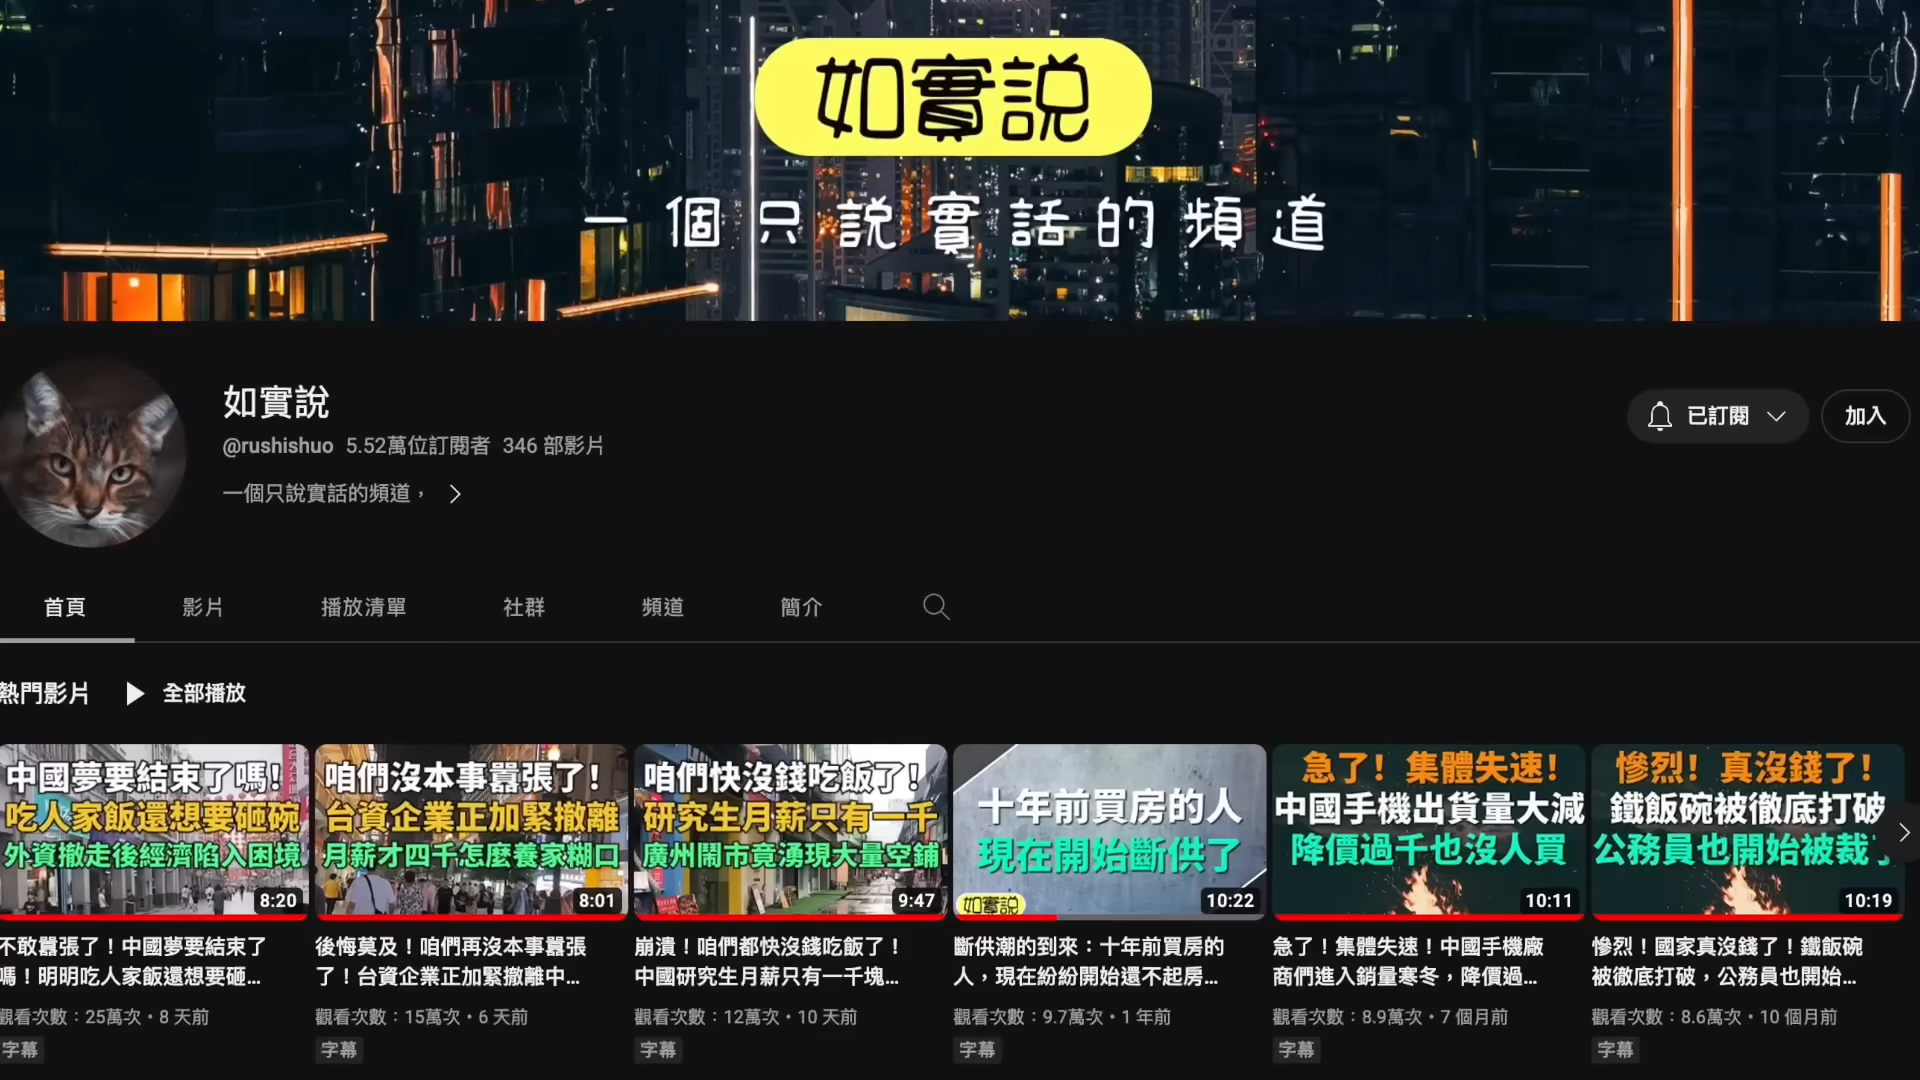 如實說
一個只說實話的頻道
如實說
@rushishuo 5.52萬位訂閱者 346 部影片
一個只說實話的頻道，
已訂閱
加入
首頁 影片 播放清單 社群 頻道 簡介
熱門影片 全部播放
中國夢要結束了嗎!
吃人家飯還想要砸碗
外資撤走後經濟陷入困境
8:20
不敢囂張了！中國夢要結束了
嗎！明明吃人家飯還想要砸...
觀看次數：25萬次・8 天前
字幕
咱們沒本事囂張了!
台資企業正加緊撤離
月薪才四千怎麼養家糊口
8:01
後悔莫及！咱們再沒本事囂張
了！台資企業正加緊撤離中...
觀看次數：15萬次・6 天前
字幕
咱們快沒錢吃飯了!
研究生月薪只有一千
廣州鬧市竟湧現大量空鋪
9:47
崩潰！咱們都快沒錢吃飯了！
中國研究生月薪只有一千塊...
觀看次數：12萬次・10 天前
字幕
十年前買房的人
現在開始斷供了
如實說
10:22
斷供潮的到來：十年前買房的
人，現在紛紛開始還不起房...
觀看次數：9.7萬次・1 年前
字幕
急了! 集體失速!
中國手機出貨量大減
降價過千也沒人買
10:11
急了！集體失速！中國手機廠
商們進入銷量寒冬，降價過...
觀看次數：8.9萬次・7 個月前
字幕
慘烈! 真沒錢了!
鐵飯碗被徹底打破
公務員也開始被裁
10:19
慘烈！國家真沒錢了！鐵飯碗
被徹底打破，公務員也開始...
觀看次數：8.6萬次・10 個月前
字幕